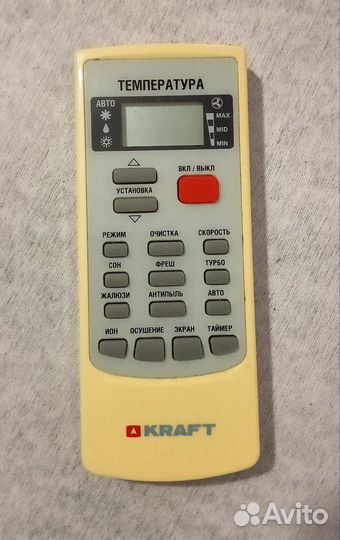 ТЕМПЕРАТУРА
АВТО
MAX
MID
MIN
ВКЛ / ВЫКЛ
УСТАНОВКА
РЕЖИМ ОЧИСТКА СКОРОСТЬ
СОН ФРЕШ ТУРБО
ЖАЛЮЗИ АНТИПЫЛЬ АВТО
ИОН ОСУШЕНИЕ ЭКРАН ТАЙМЕР
KRAFT
Avito